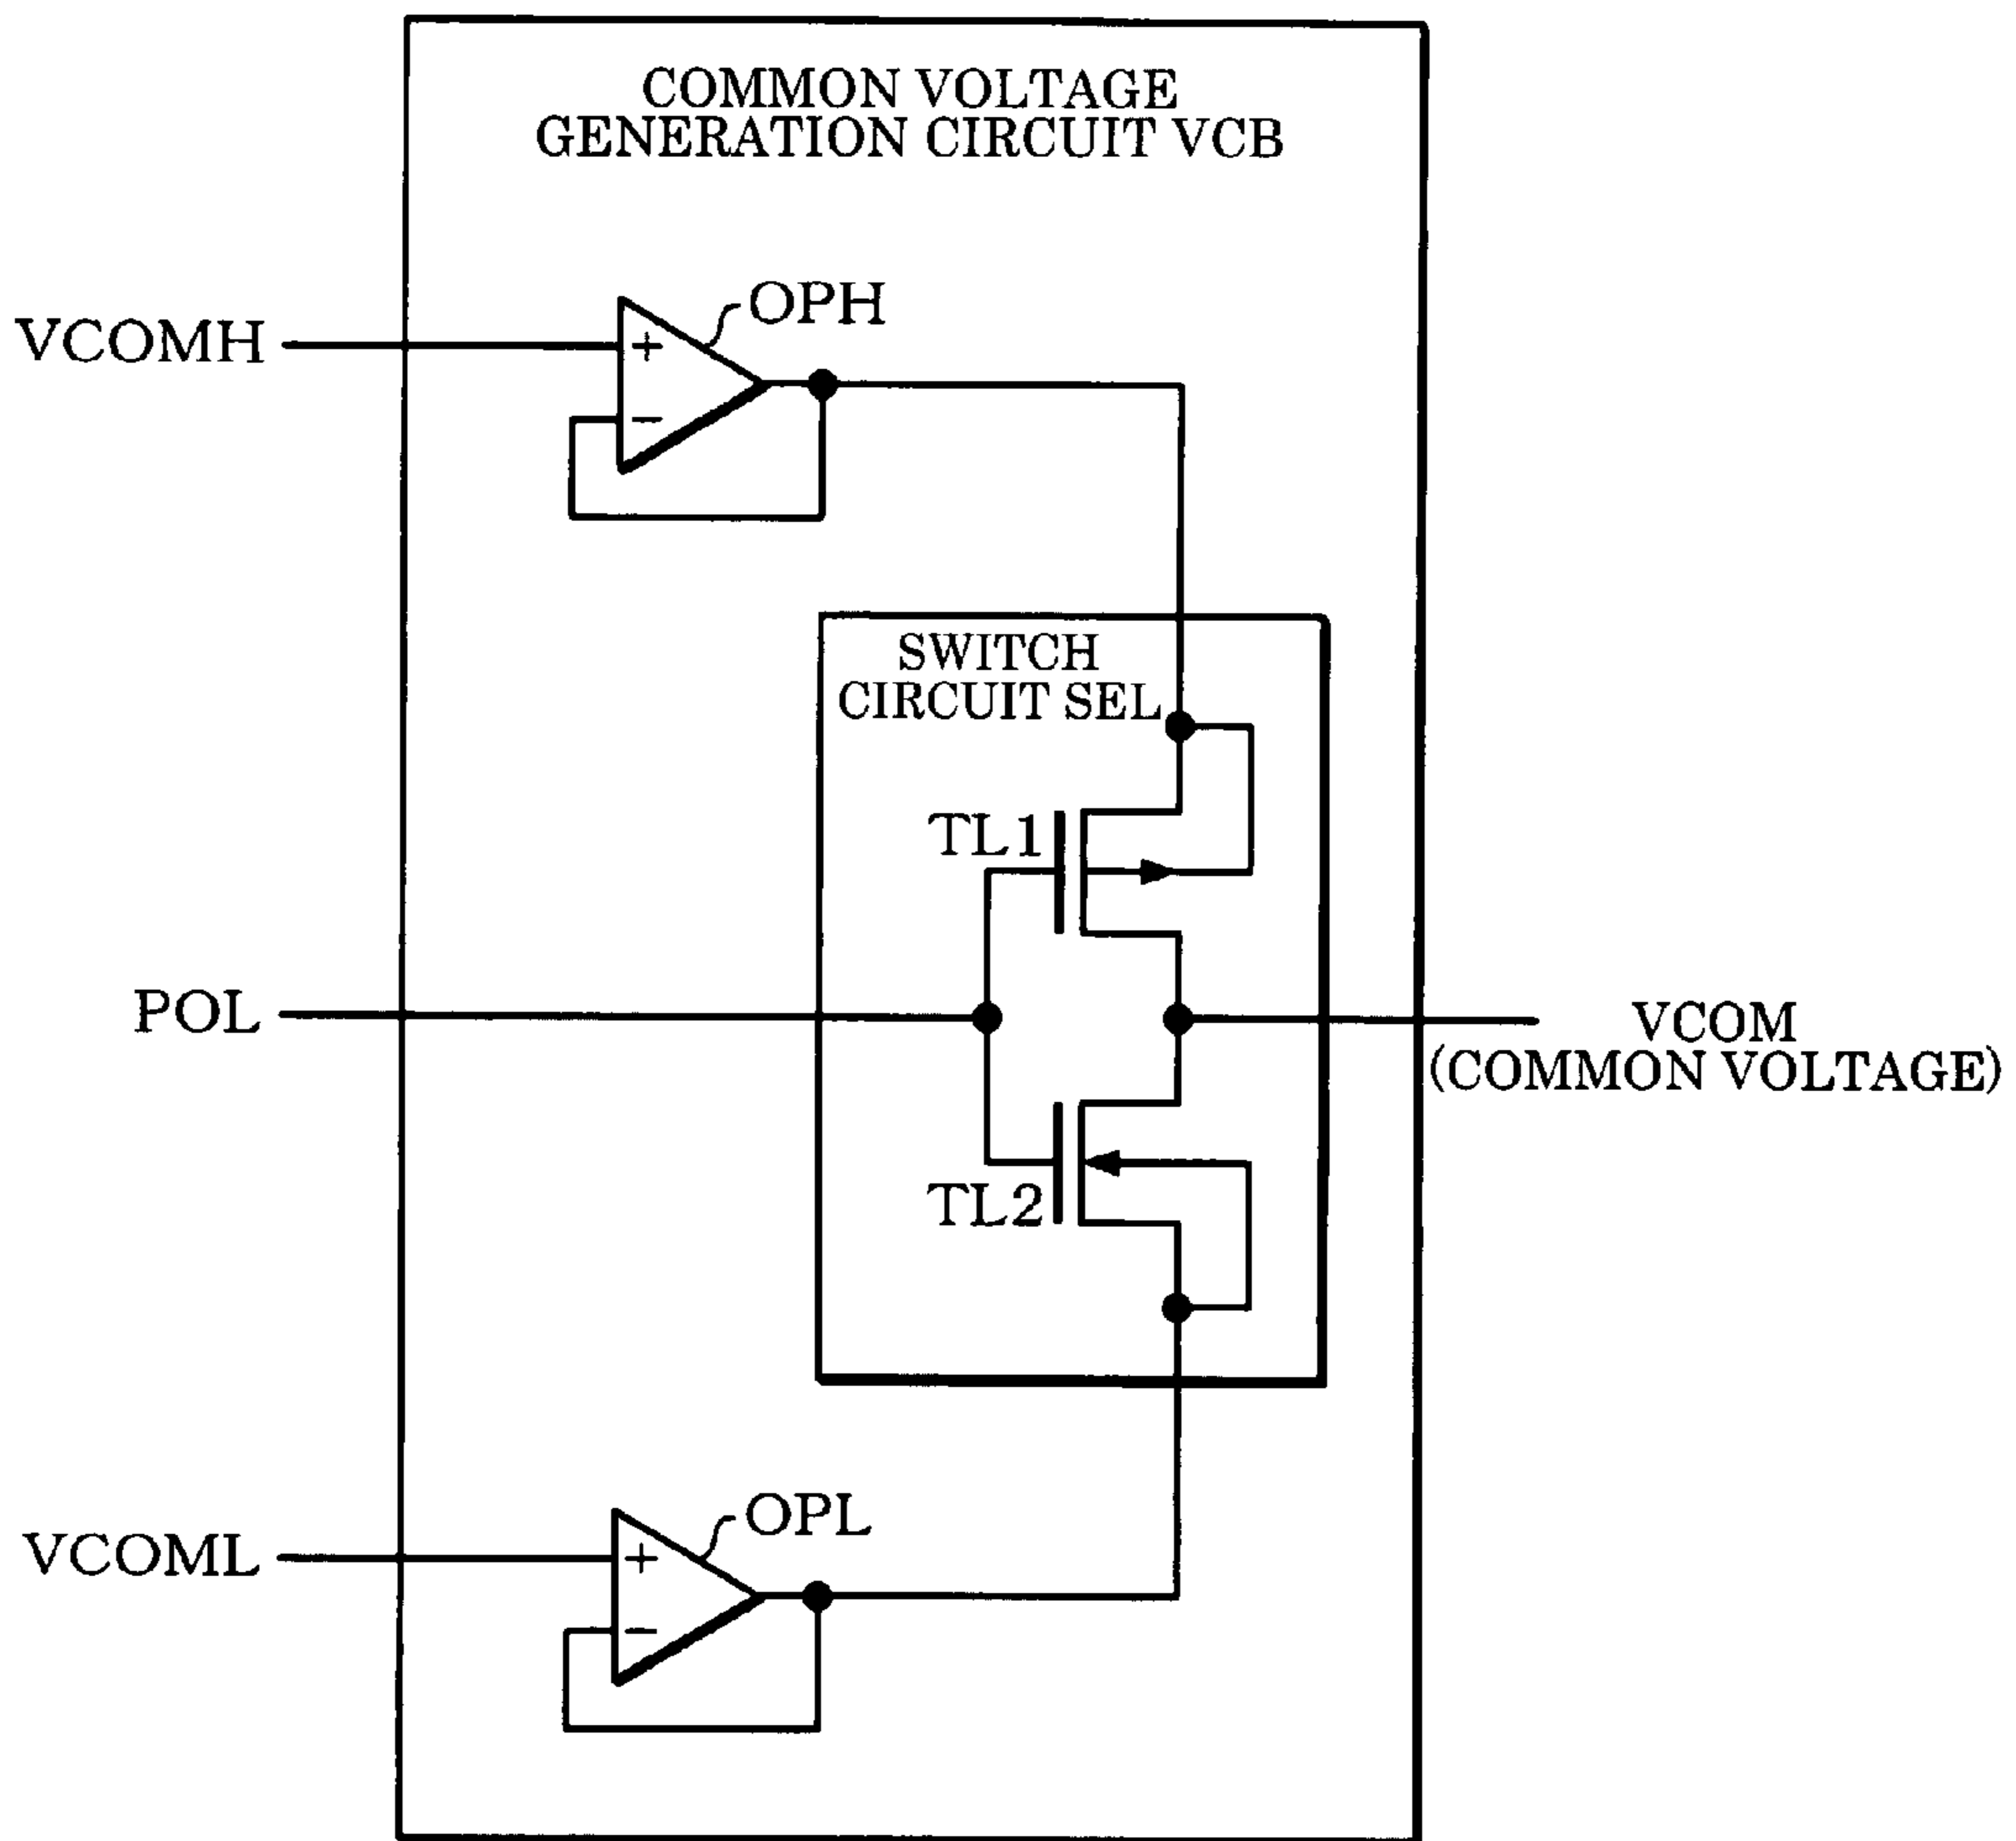 COMMON VOLTAGE
GENERATION CIRCUIT VCB
OPH
VCOMH
+
−
SWITCH
CIRCUIT SEL
TL1
POL
VCOM
(COMMON VOLTAGE)
TL2
OPL
VCOML
+
−